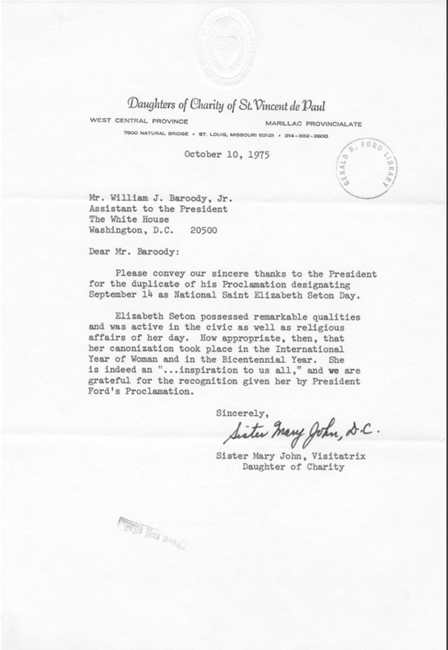 Daughters of Charity of St. Vincent de Paul
WEST CENTRAL PROVINCE MARILLAC PROVINCIALATE
7800 NATURAL BRIDGE • ST. LOUIS, MISSOURI 63121 • 314-382-2800
October 10, 1975
GERALD R. FORD LIBRARY
Mr. William J. Baroody, Jr.
Assistant to the President
The White House
Washington, D.C. 20500
Dear Mr. Baroody:
Please convey our sincere thanks to the President
for the duplicate of his Proclamation designating
September 14 as National Saint Elizabeth Seton Day.
Elizabeth Seton possessed remarkable qualities
and was active in the civic as well as religious
affairs of her day. How appropriate, then, that
her canonization took place in the International
Year of Woman and in the Bicentennial Year. She
is indeed an "...inspiration to us all," and we are
grateful for the recognition given her by President
Ford's Proclamation.
Sincerely,
Sister Mary John, D.C.
Sister Mary John, Visitatrix
Daughter of Charity